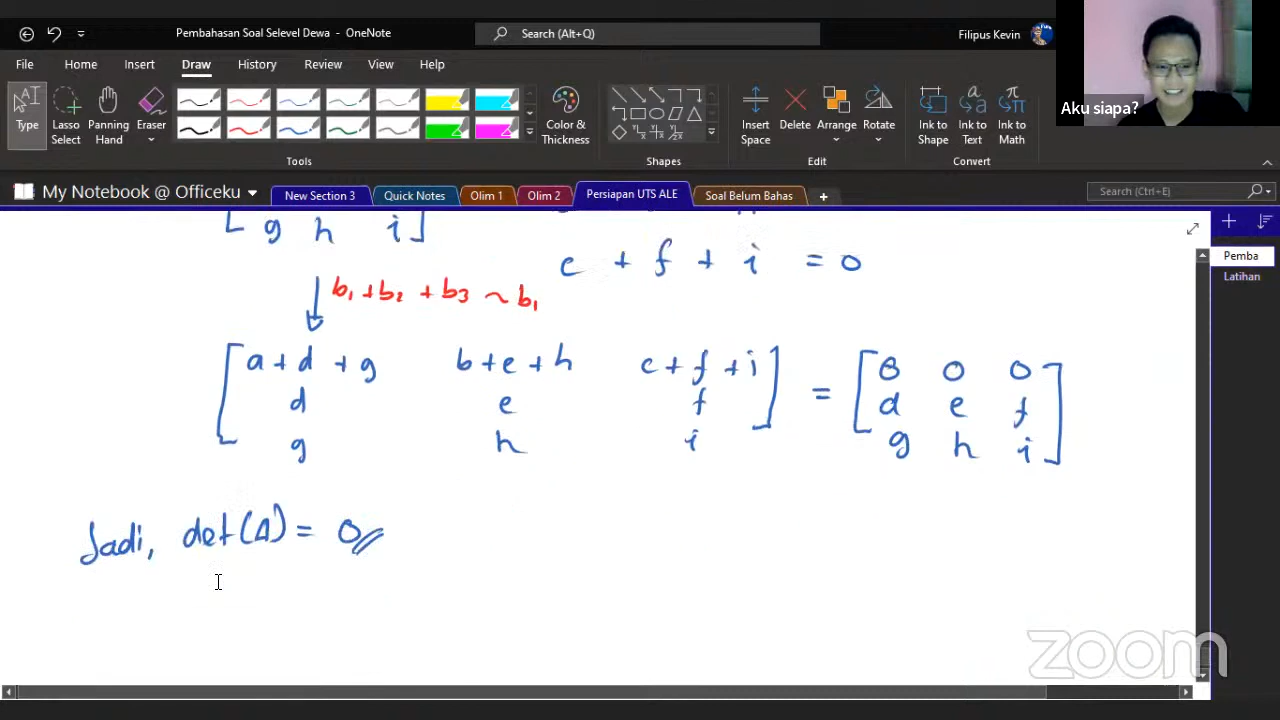 Pembahasan Soal Selevel Dewa - OneNote
Search (Alt+Q)
Filipus Kevin
File Home Insert Draw History Review View Help
Aku siapa?
Type
Lasso Select
Panning Hand
Eraser
Color & Thickness
Insert Space
Delete
Arrange
Rotate
Ink to Shape
Ink to Text
Ink to Math
Tools
Shapes
Edit
Convert
My Notebook @ Officeku
New Section 3
Quick Notes
Olim 1
Olim 2
Persiapan UTS ALE
Soal Belum Bahas
Search (Ctrl+E)
g h i
c + f + i = 0
b₁ + b₂ + b₃ ~ b₁
[ a+d+g b+e+h c+f+i ] = [ 0 0 0 ]
d e f d e f
g h i g h i
Jadi, det(A) = 0
Pemba
Latihan
zoom